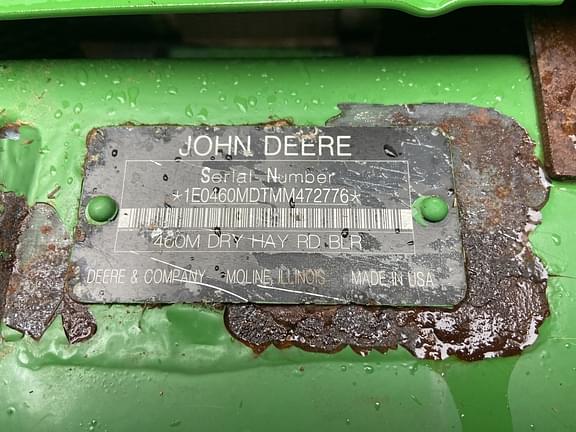 JOHN DEERE
Serial Number
*1E0460MDTMM472776*
460M DRY HAY RD BLR
DEERE & COMPANY MOLINE, ILLINOIS MADE IN USA